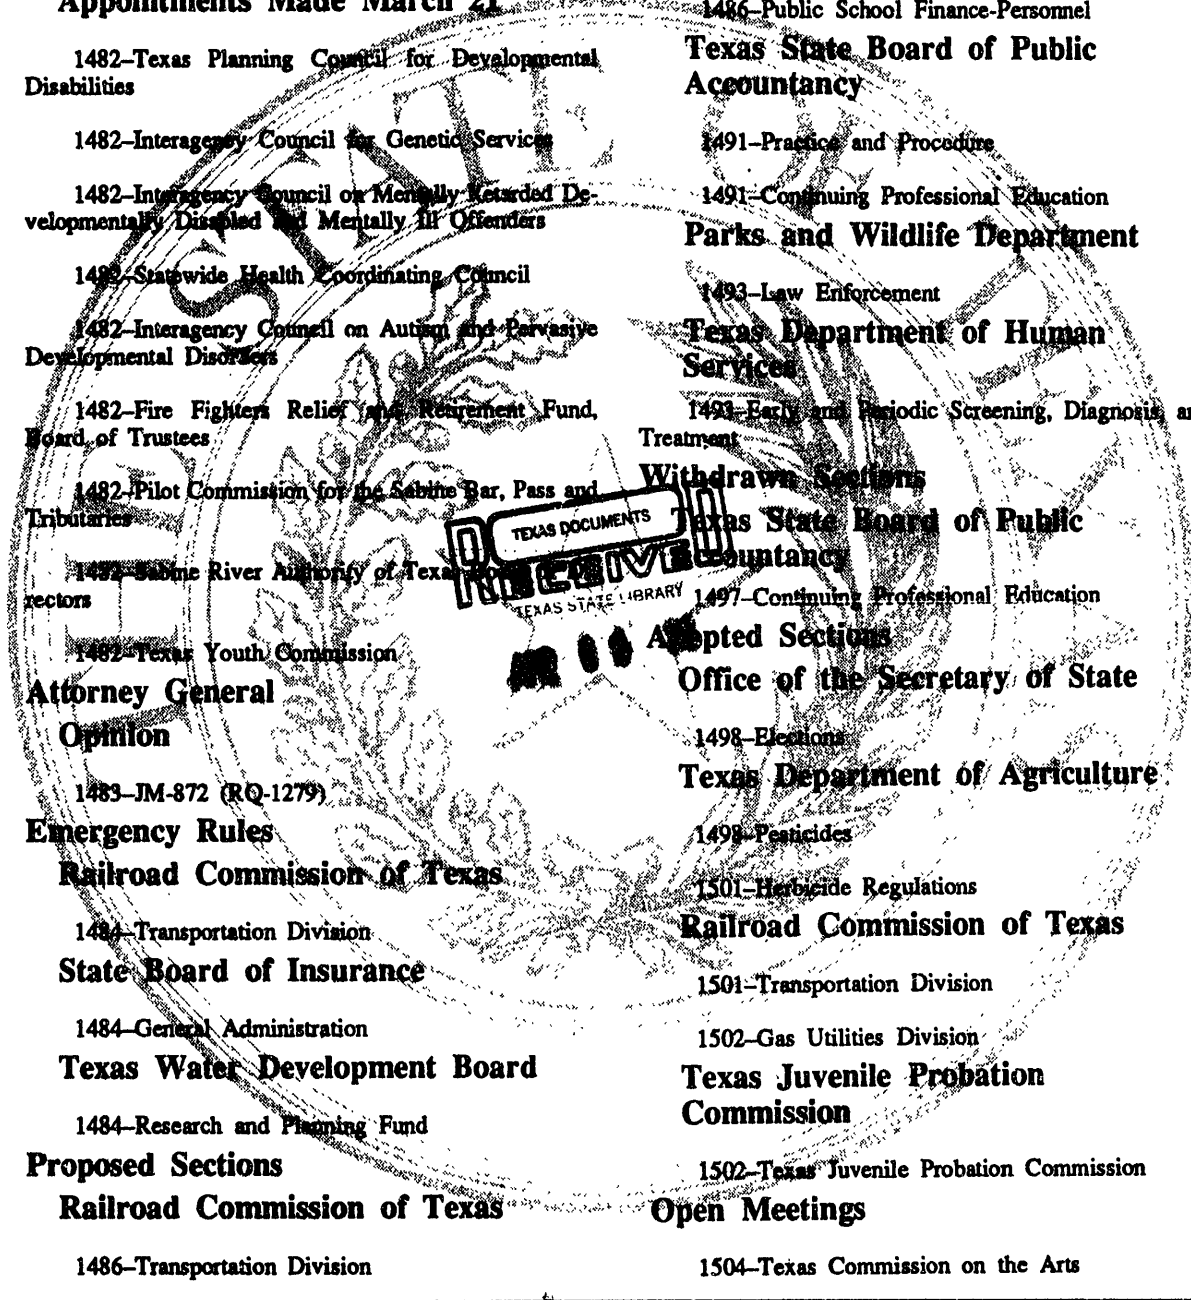 Appointments Made March 21
1482–Texas Planning Council for Developmental
Disabilities
1482–Interagency Council for Genetic Services
1482–Interagency Council on Mentally Retarded De-
velopmentally Disabled and Mentally Ill Offenders
1482–Statewide Health Coordinating Council
1482–Interagency Council on Autism and Pervasive
Developmental Disorders
1482–Fire Fighters Relief and Retirement Fund,
Board of Trustees
1482–Pilot Commission for the Sabine Bar, Pass and
Tributaries
1482–Sabine River Authority of Texas
rectors
1482–Texas Youth Commission
Attorney General
Opinion
1483–JM-872 (RQ-1279)
Emergency Rules
Railroad Commission of Texas
1484–Transportation Division
State Board of Insurance
1484–General Administration
Texas Water Development Board
1484–Research and Planning Fund
Proposed Sections
Railroad Commission of Texas
1486–Transportation Division
1486–Public School Finance-Personnel
Texas State Board of Public
Accountancy
1491–Practice and Procedure
1491–Continuing Professional Education
Parks and Wildlife Department
1493–Law Enforcement
Texas Department of Human
Services
1493–Early and Periodic Screening, Diagnosis, an
Treatment
Withdrawn Sections
Texas State Board of Public
Accountancy
1497–Continuing Professional Education
Adopted Sections
Office of the Secretary of State
1498–Elections
Texas Department of Agriculture
1498–Pesticides
1501–Herbicide Regulations
Railroad Commission of Texas
1501–Transportation Division
1502–Gas Utilities Division
Texas Juvenile Probation
Commission
1502–Texas Juvenile Probation Commission
Open Meetings
1504–Texas Commission on the Arts
TEXAS DOCUMENTS
RECEIVED
TEXAS STATE LIBRARY
STATE OF